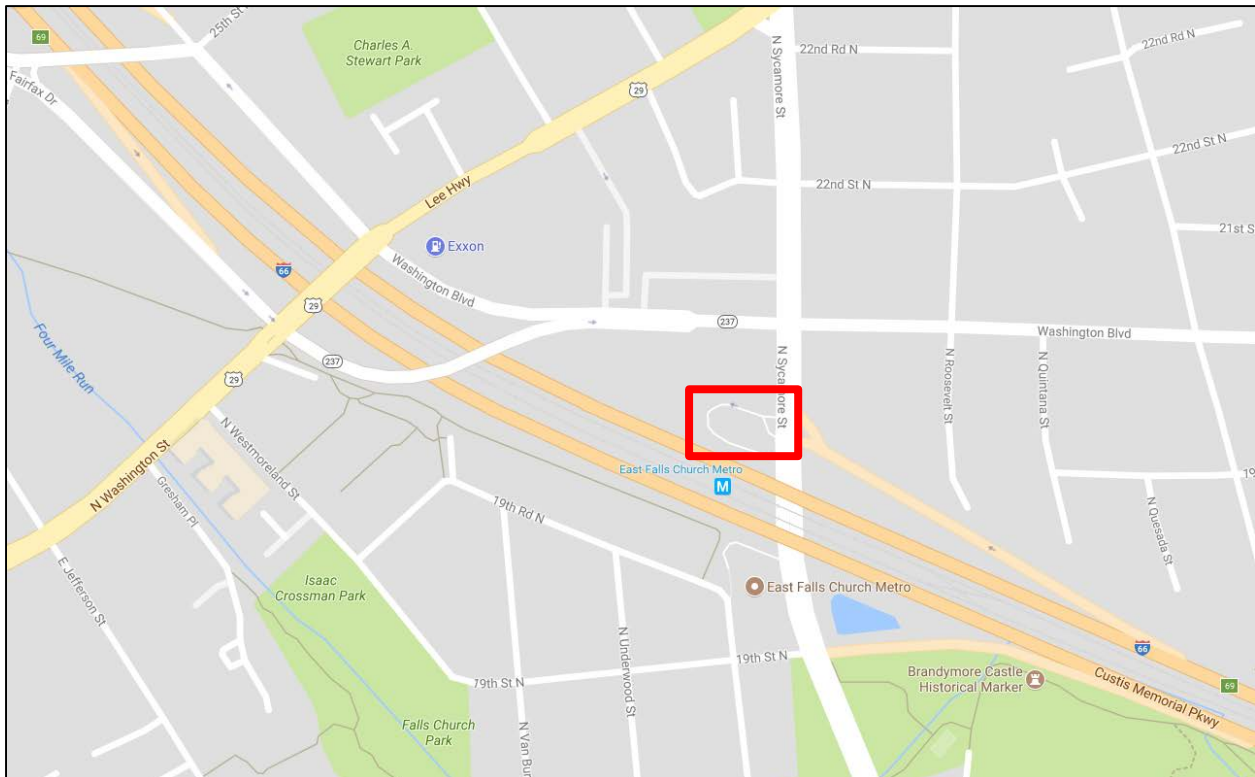 69
25th St
Charles A.
Stewart Park
29
N Sycamore St
22nd Rd N
22nd Rd N
Fairfax Dr
Lee Hwy
22nd St N
22nd St N
21st S
Exxon
66
Washington Blvd
29
237
Washington Blvd
Four Mile Run
237
29
N Sycamore St
N Roosevelt St
N Quintana St
N Westmoreland St
N Washington St
East Falls Church Metro
M
19th
Gresham Pl
19th Rd N
N Quesada St
E Jefferson St
Isaac
Crossman Park
East Falls Church Metro
N Underwood St
19th St N
66
19th St N
Brandymore Castle
Historical Marker
Custis Memorial Pkwy
69
Falls Church
Park
N Van Bur